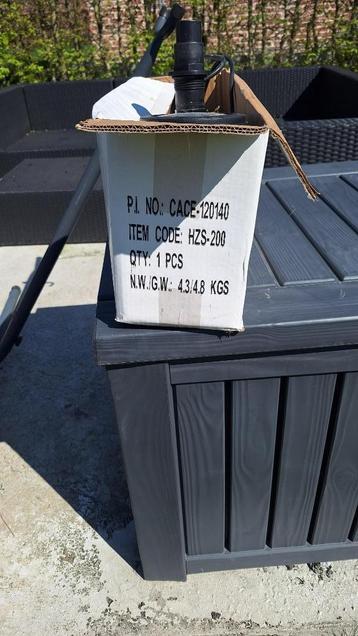 P.I. NO.: CACE-120140
ITEM CODE: HZS-200
QTY: 1 PCS
N.W./G.W.: 4.3/4.8 KGS